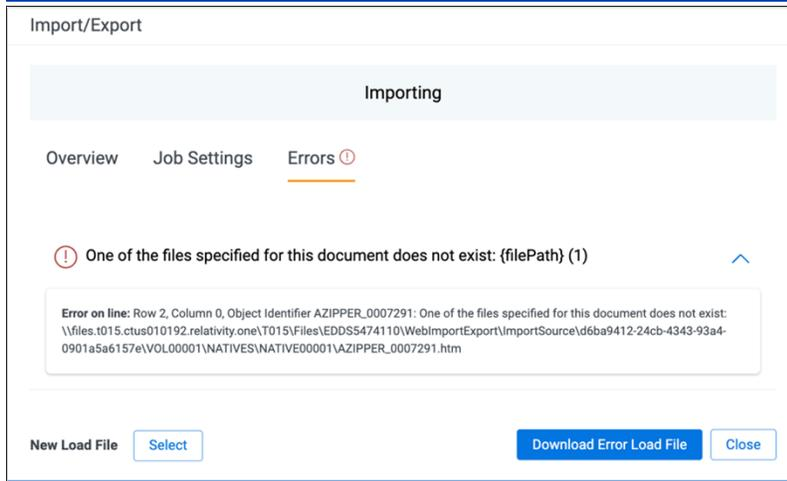 Import/Export
Importing
Overview Job Settings Errors
One of the files specified for this document does not exist: {filePath} (1)
Error on line: Row 2, Column 0, Object Identifier AZIPPER_0007291: One of the files specified for this document does not exist:
\\files.t015.ctus010192.relativity.one\T015\Files\EDDS5474110\WebImportExport\ImportSource\d6ba9412-24cb-4343-93a4-
0901a5a6157e\VOL00001\NATIVES\NATIVE00001\AZIPPER_0007291.htm
New Load File Select Download Error Load File Close